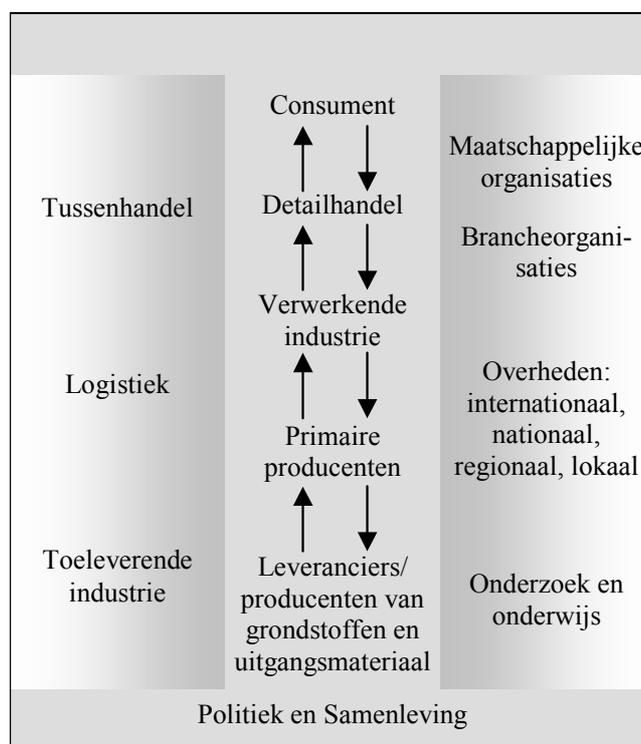 Consument
Maatschappelijke
organisaties
Tussenhandel
Detailhandel
Brancheorgani-
saties
Verwerkende
industrie
Logistiek
Overheden:
internationaal,
nationaal,
regionaal, lokaal
Primaire
producenten
Toeleverende
industrie
Leveranciers/
producenten van
grondstoffen en
uitgangsmateriaal
Onderzoek en
onderwijs
Politiek en Samenleving